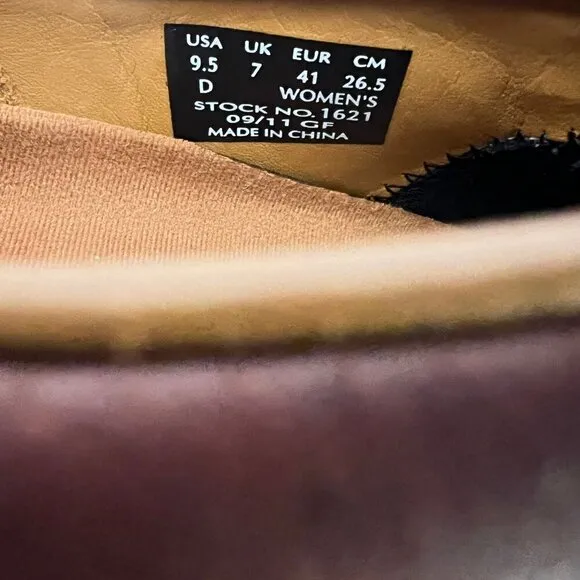 USA UK EUR CM
9.5 7 41 26.5
D WOMEN'S
STOCK NO. 1621
09/11 GF
MADE IN CHINA